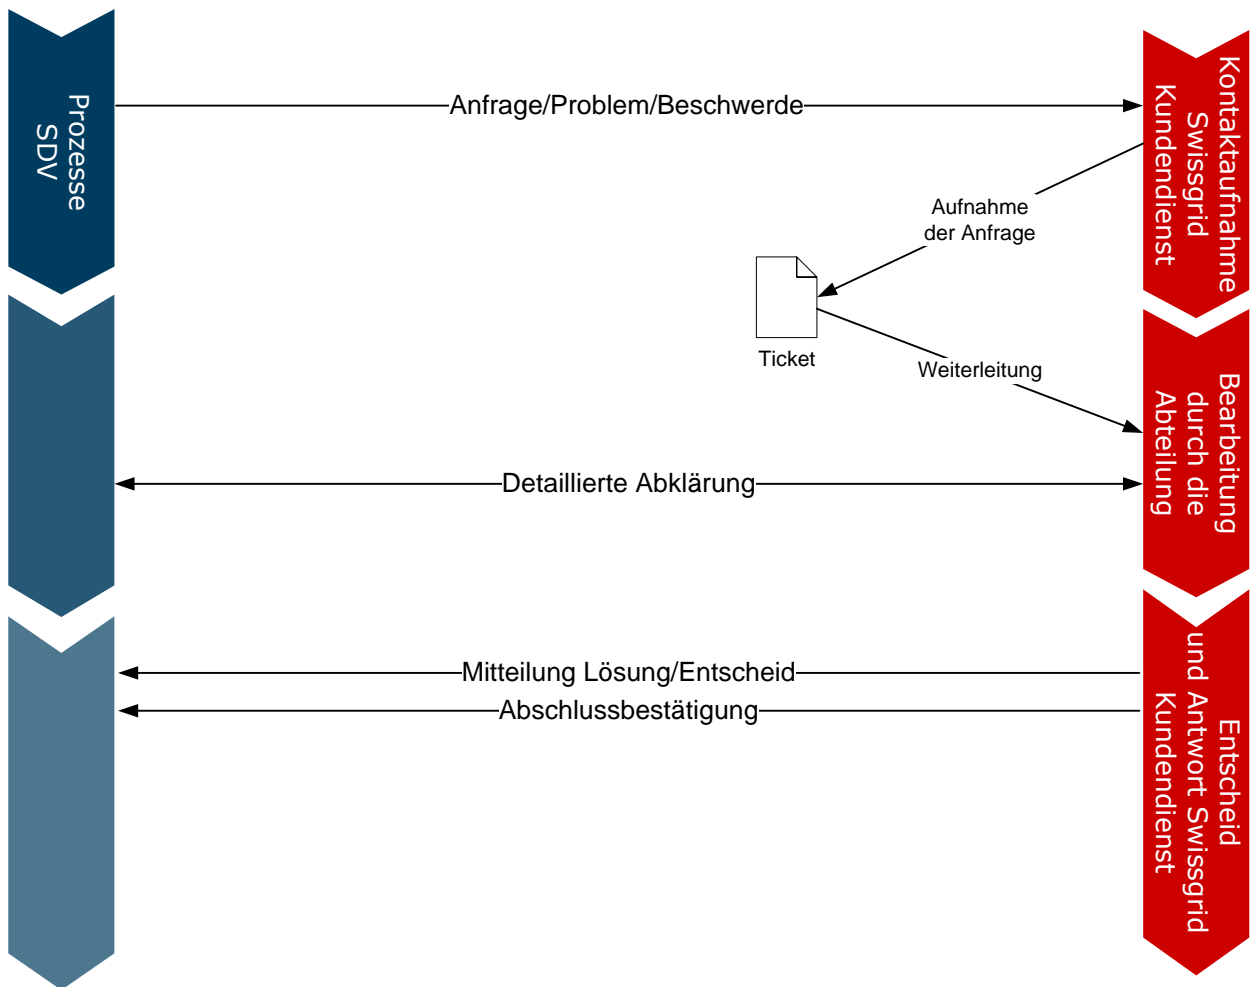 Prozesse
SDV
Anfrage/Problem/Beschwerde
Kontaktaufnahme
Swissgrid
Kundendienst
Aufnahme
der Anfrage
Ticket
Weiterleitung
Bearbeitung
durch die
Abteilung
Detaillierte Abklärung
Mitteilung Lösung/Entscheid
Abschlussbestätigung
Entscheid
und Antwort Swissgrid
Kundendienst